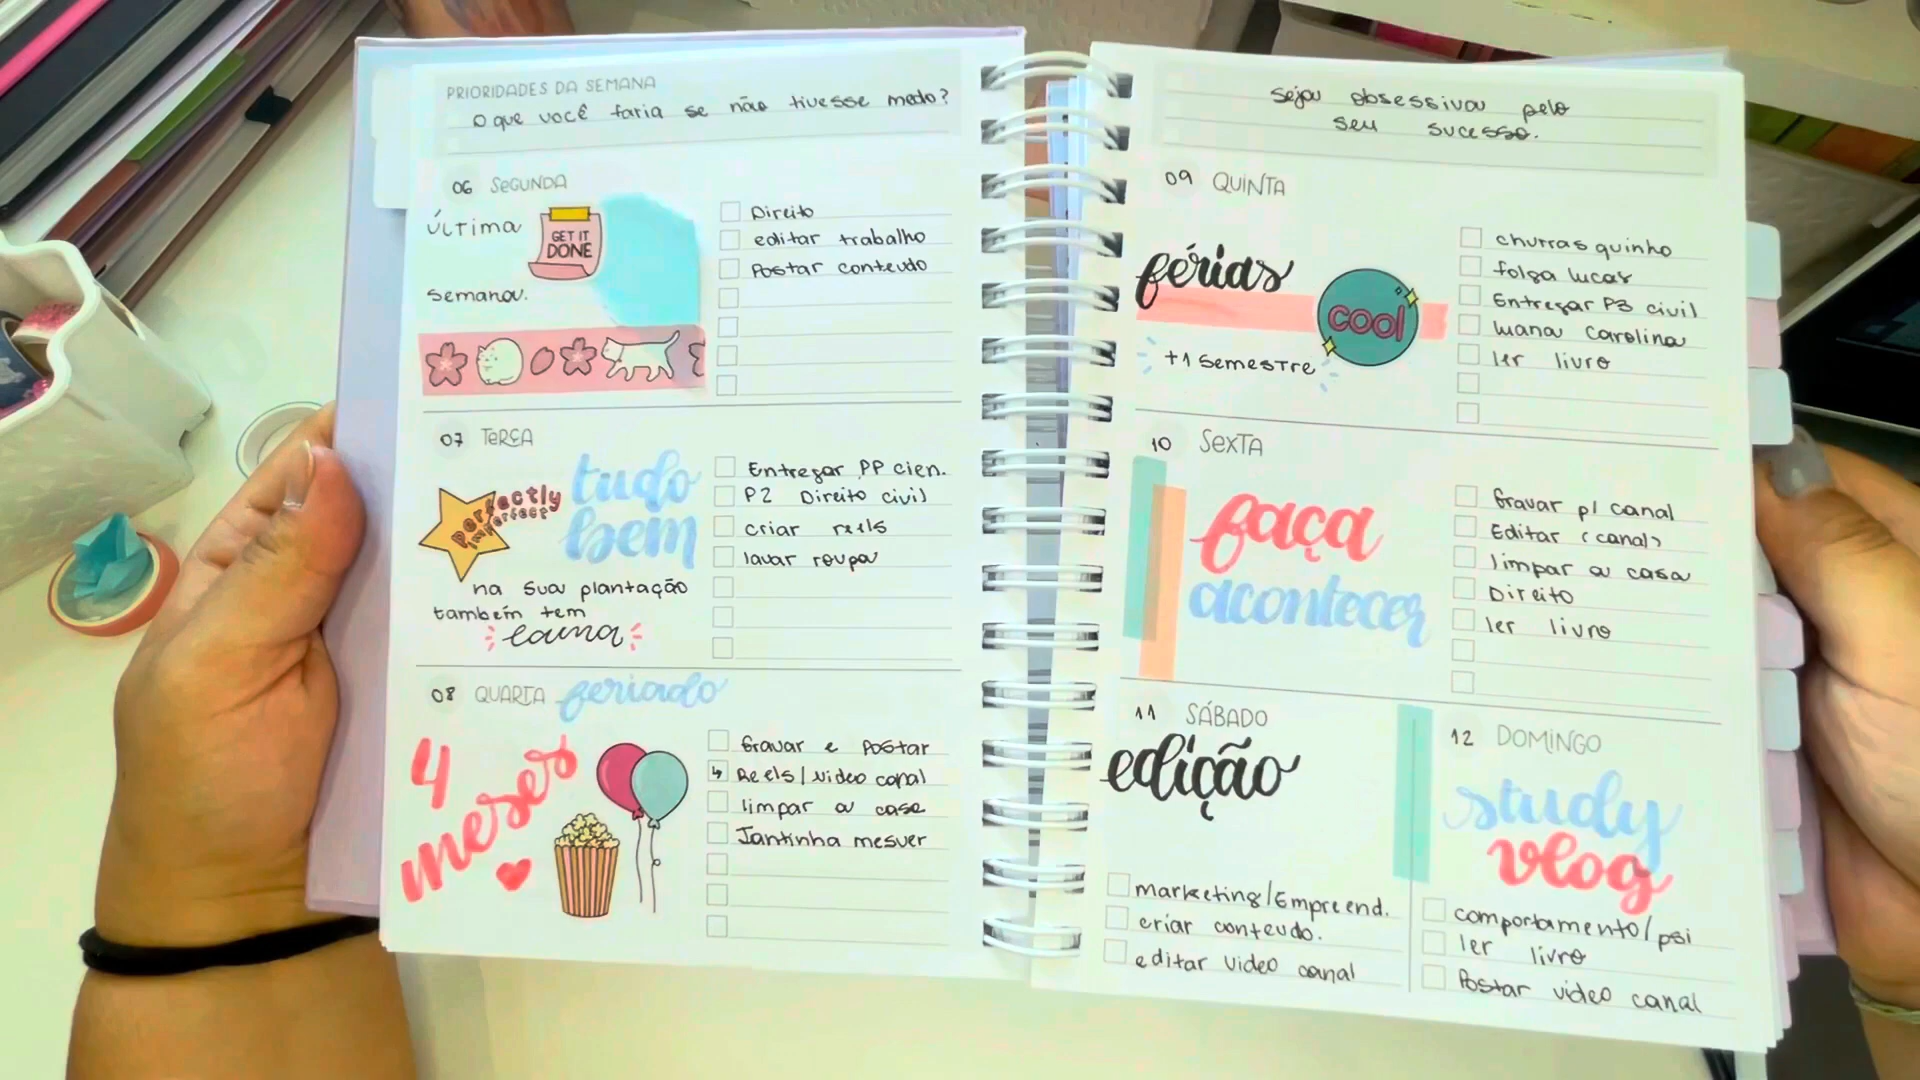 PRIORIDADES DA SEMANA
O que você faria se não tivesse medo?
06 SEGUNDA
ÚLTIMA
GET IT
DONE
semana.
Direito
editar trabalho
Postar conteudo
07 TERÇA
Perfectly
Imperfect
tudo
bem
na sua plantação
também tem
lama
Entregar PP cien.
P2 Direito civil
criar reels
lavar roupa
08 QUARTA feriado
4
meses
Gravar e Postar
↳ Reels/video canal
limpar a casa
Jantinha mesver
seja obsessiva pelo
seu sucesso.
09 QUINTA
férias
cool
+1 semestre
churrasquinho
folga lucas
Entregar P3 civil
luana Carolina
ler livro
10 SEXTA
faça
acontecer
Gravar p/ canal
Editar (canal)
limpar a casa
Direito
ler livro
11 SÁBADO
edição
marketing/Empreend.
criar conteudo.
editar video canal
12 DOMINGO
study
vlog
comportamento/psi
ler livro
Postar video canal